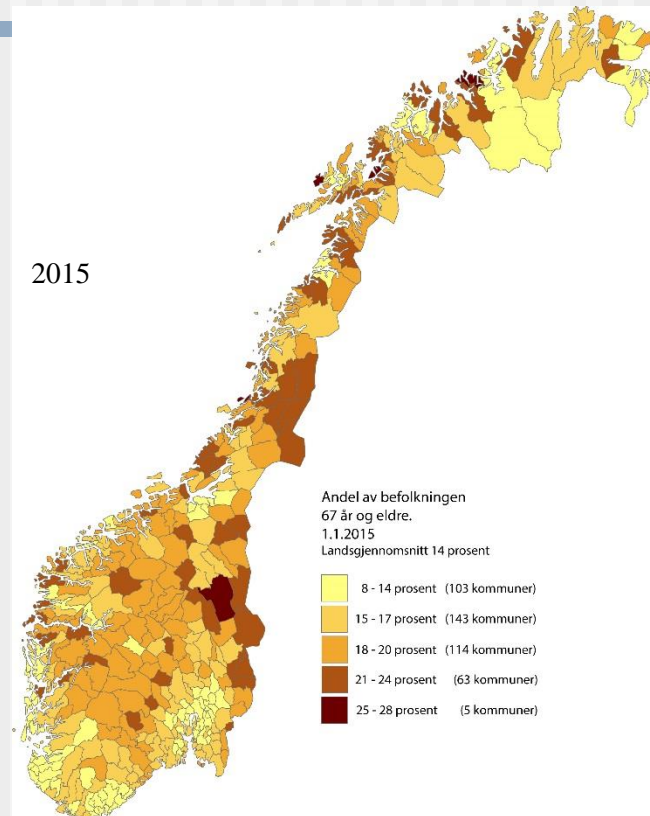 2015
Andel av befolkningen
67 år og eldre.
1.1.2015
Landsgjennomsnitt 14 prosent
8 - 14 prosent (103 kommuner)
15 - 17 prosent (143 kommuner)
18 - 20 prosent (114 kommuner)
21 - 24 prosent (63 kommuner)
25 - 28 prosent (5 kommuner)